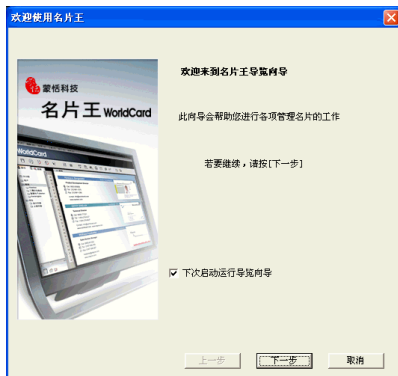 欢迎使用名片王
蒙恬科技
名片王 WorldCard
WorldCard
欢迎来到名片王导览向导
此向导会帮助您进行各项管理名片的工作
若要继续，请按[下一步]
下次启动运行导览向导
上一步
下一步
取消